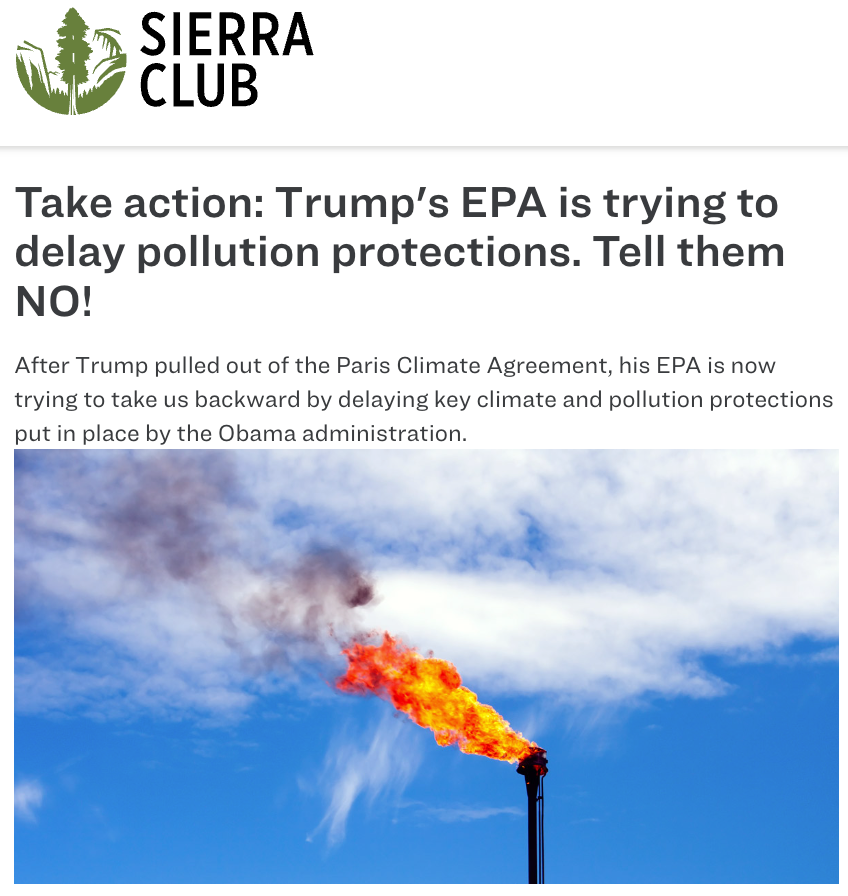 SIERRA
CLUB
Take action: Trump's EPA is trying to
delay pollution protections. Tell them
NO!
After Trump pulled out of the Paris Climate Agreement, his EPA is now
trying to take us backward by delaying key climate and pollution protections
put in place by the Obama administration.